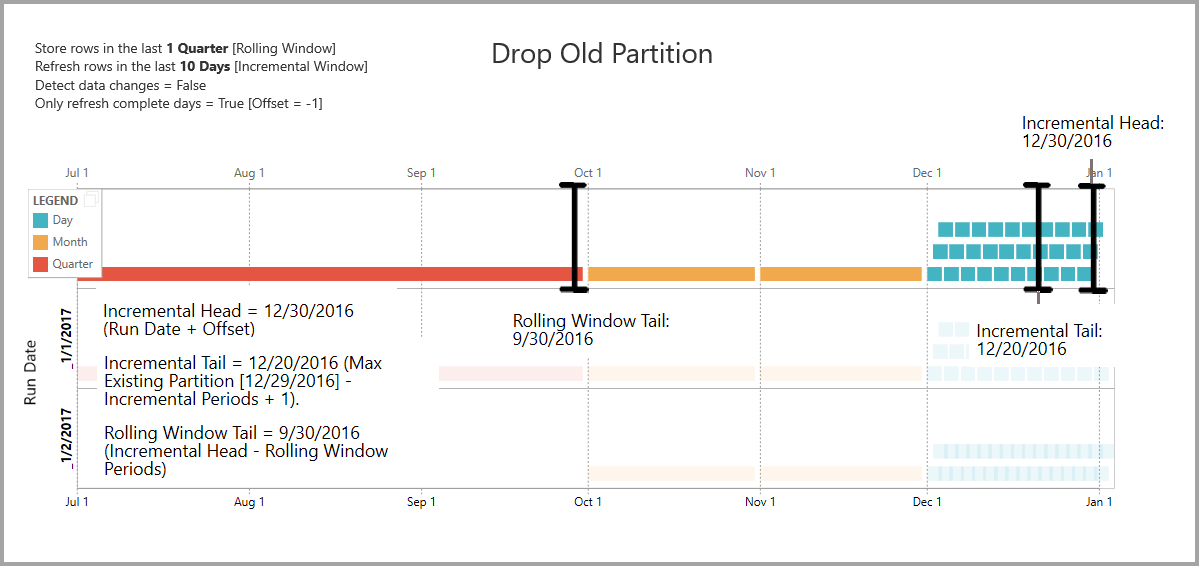 Store rows in the last 1 Quarter [Rolling Window]
Refresh rows in the last 10 Days [Incremental Window]
Detect data changes = False
Only refresh complete days = True [Offset = -1]
Drop Old Partition
Incremental Head:
12/30/2016
Jul 1 Aug 1 Sep 1 Oct 1 Nov 1 Dec 1 Jan 1
LEGEND
Day
Month
Quarter
Incremental Head = 12/30/2016
(Run Date + Offset)
Incremental Tail = 12/20/2016 (Max
Existing Partition [12/29/2016] -
Incremental Periods + 1).
Rolling Window Tail = 9/30/2016
(Incremental Head - Rolling Window
Periods)
Rolling Window Tail:
9/30/2016
Incremental Tail:
12/20/2016
Run Date
1/1/2017
1/2/2017
Jul 1 Aug 1 Sep 1 Oct 1 Nov 1 Dec 1 Jan 1